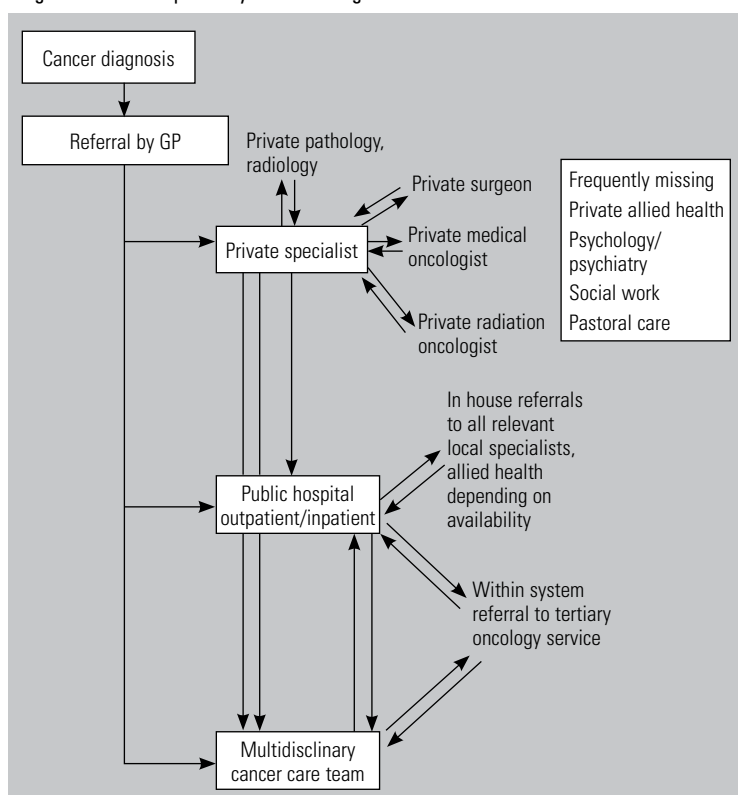 Cancer diagnosis
Referral by GP
Private pathology,
radiology
Private surgeon
Private specialist
Private medical
oncologist
Private radiation
oncologist
Frequently missing
Private allied health
Psychology/
psychiatry
Social work
Pastoral care
In house referrals
to all relevant
local specialists,
allied health
depending on
availability
Public hospital
outpatient/inpatient
Within system
referral to tertiary
oncology service
Multidisclinary
cancer care team